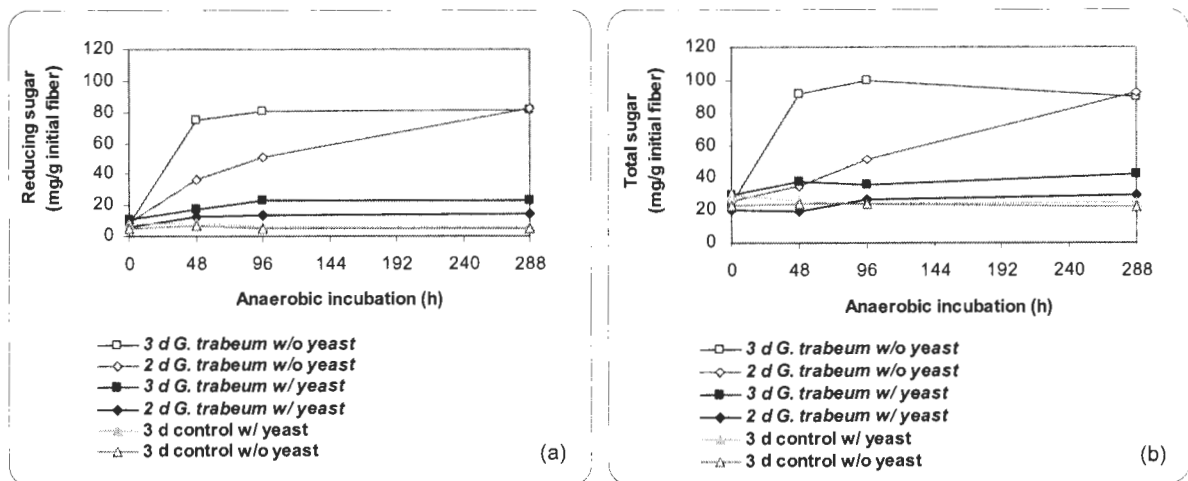 120
100
80
60
40
20
0
Reducing sugar
(mg/g initial fiber)
0 48 96 144 192 240 288
Anaerobic incubation (h)
3 d G. trabeum w/o yeast
2 d G. trabeum w/o yeast
3 d G. trabeum w/ yeast
2 d G. trabeum w/ yeast
3 d control w/ yeast
3 d control w/o yeast
(a)
120
100
80
60
40
20
0
Total sugar
(mg/g initial fiber)
0 48 96 144 192 240 288
Anaerobic incubation (h)
3 d G. trabeum w/o yeast
2 d G. trabeum w/o yeast
3 d G. trabeum w/ yeast
2 d G. trabeum w/ yeast
3 d control w/ yeast
3 d control w/o yeast
(b)